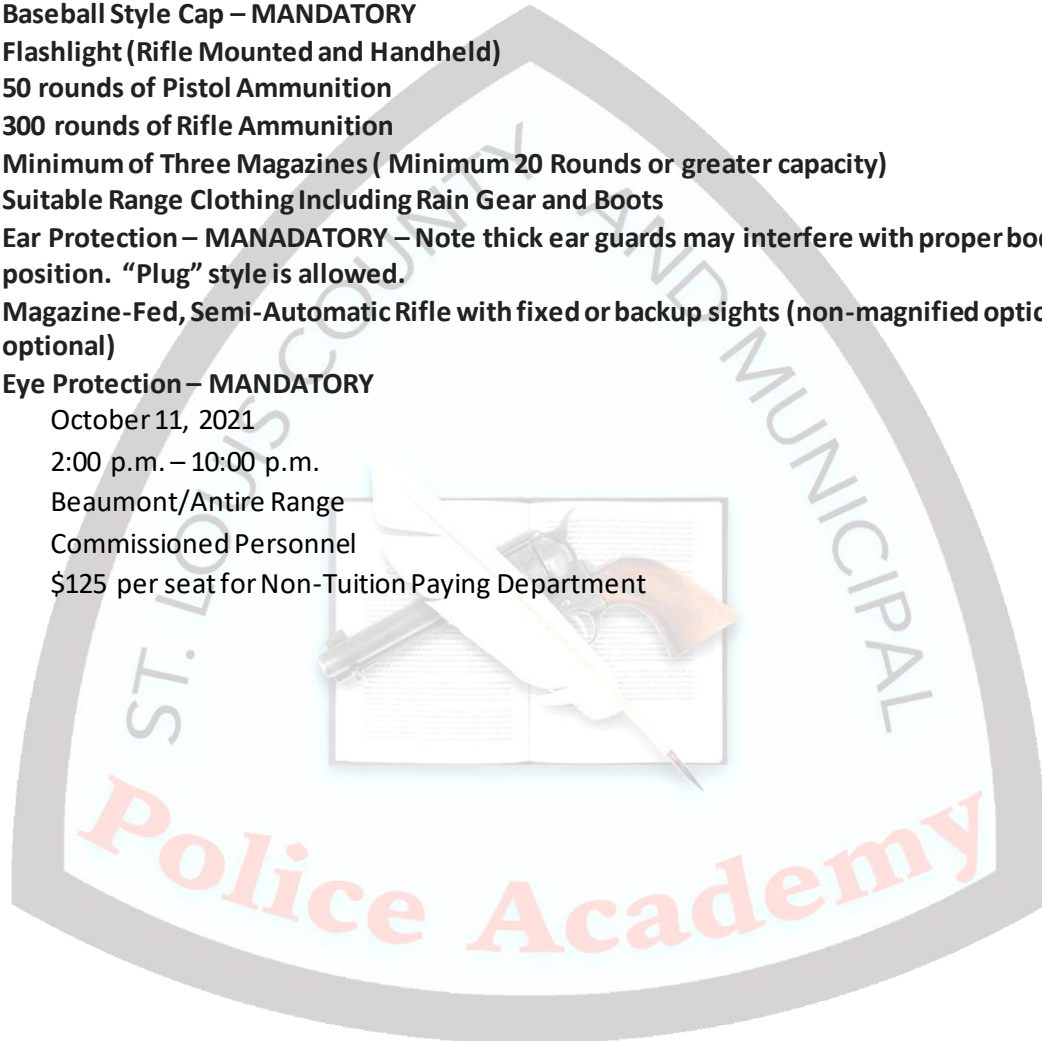 Baseball Style Cap – MANDATORY
Flashlight (Rifle Mounted and Handheld)
50 rounds of Pistol Ammunition
300 rounds of Rifle Ammunition
Minimum of Three Magazines ( Minimum 20 Rounds or greater capacity)
Suitable Range Clothing Including Rain Gear and Boots
Ear Protection – MANADATORY – Note thick ear guards may interfere with proper
position. “Plug” style is allowed.
Magazine-Fed, Semi-Automatic Rifle with fixed or backup sights (non-magnified
optional)
Eye Protection – MANDATORY
October 11, 2021
2:00 p.m. – 10:00 p.m.
Beaumont/Antire Range
Commissioned Personnel
$125 per seat for Non-Tuition Paying Department
ST. LOUIS COUNTY AND MUNICIPAL
Police Academy